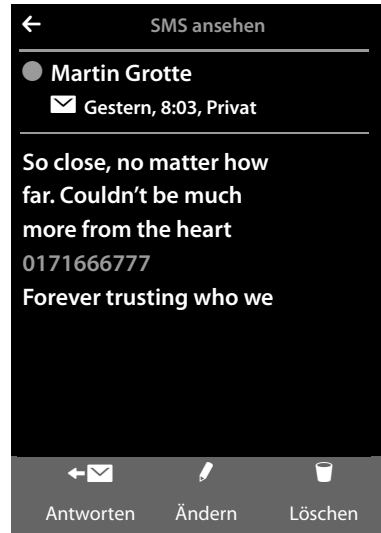 SMS ansehen
Martin Grotte
Gestern, 8:03, Privat
So close, no matter how
far. Couldn't be much
more from the heart
0171666777
Forever trusting who we
Antworten Ändern Löschen